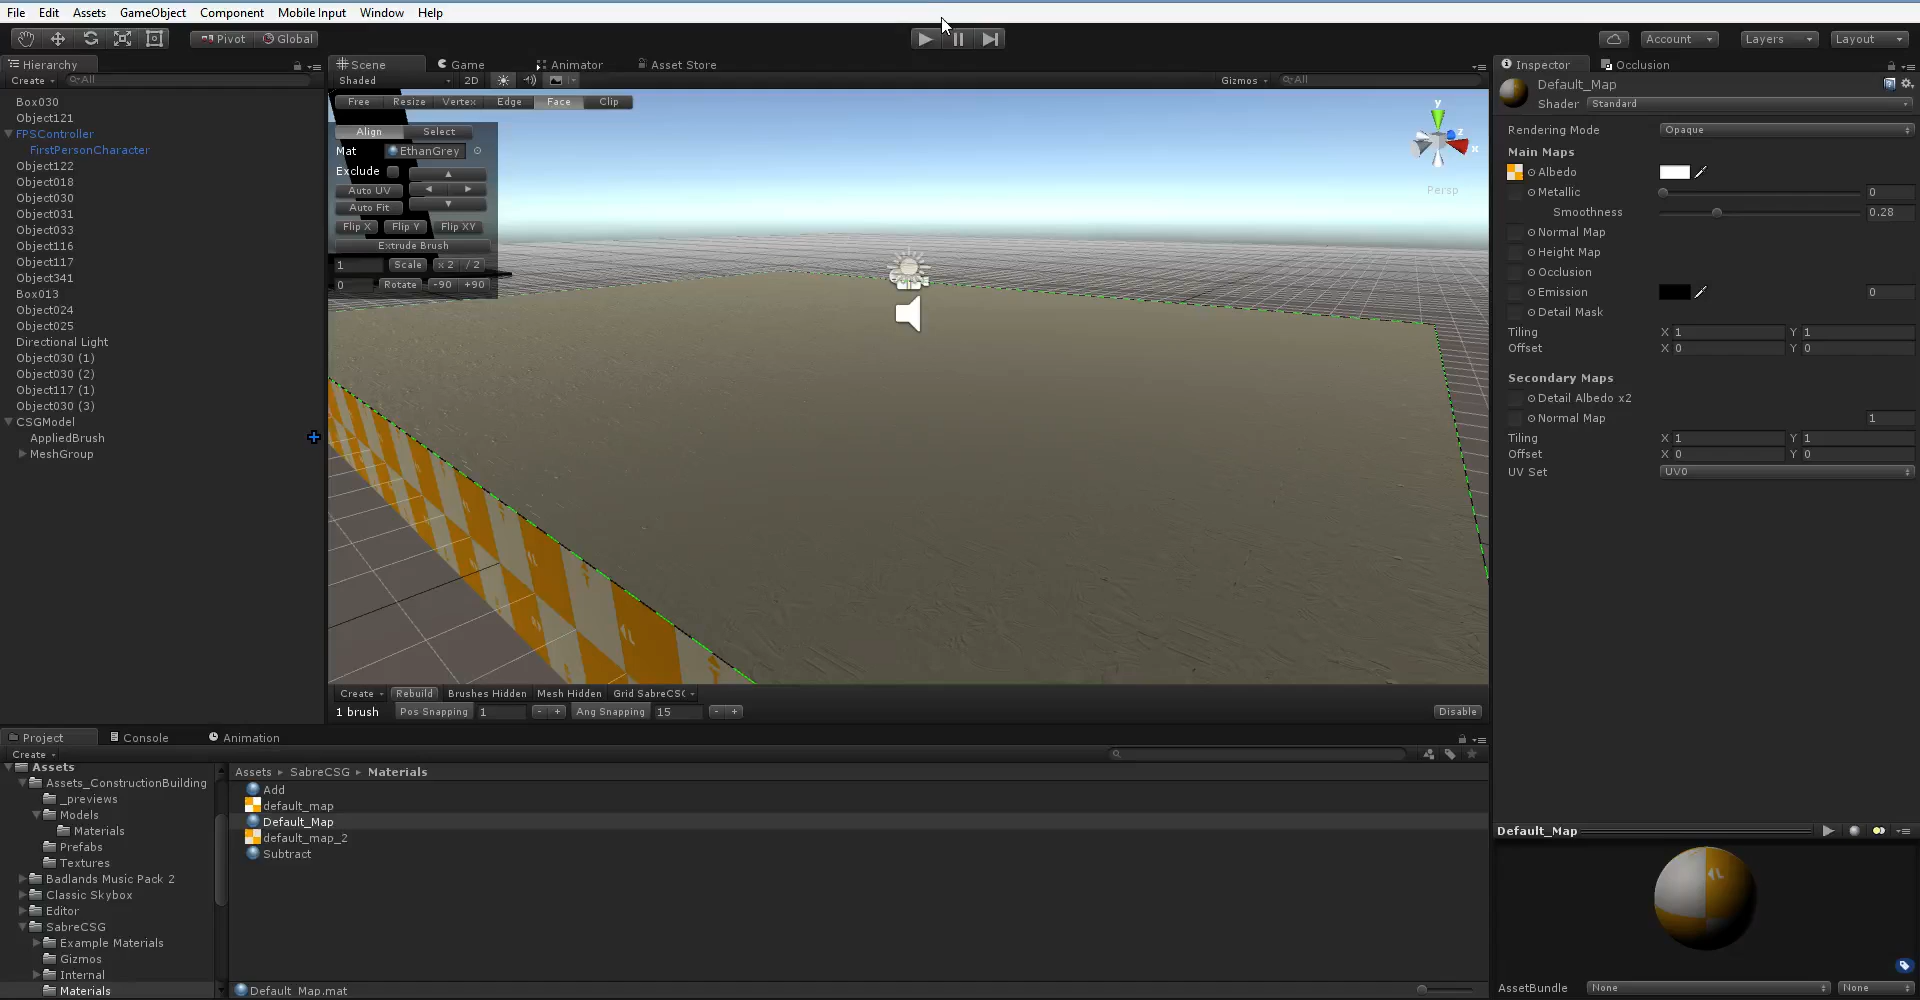 File Edit Assets GameObject Component Mobile Input Window Help
Pivot Global Account Layers Layout
Hierarchy
Create All
Box030
Object121
FPSController
FirstPersonCharacter
Object122
Object018
Object030
Object031
Object033
Object116
Object117
Object341
Box013
Object024
Object025
Directional Light
Object030 (1)
Object030 (2)
Object117 (1)
Object030 (3)
CSGModel
AppliedBrush
MeshGroup
Scene Game Animator Asset Store
Shaded 2D Gizmos All
Free Resize Vertex Edge Face Clip
Align Select
Mat EthanGrey
Exclude
Auto UV
Auto Fit
Flip X Flip Y Flip XY
Extrude Brush
1 Scale x 2 / 2
0 Rotate -90 +90
y
z
x
Persp
Create Rebuild Brushes Hidden Mesh Hidden Grid SabreCSG
1 brush Pos Snapping 1 - + Ang Snapping 15 - + Disable
Inspector Occlusion
Default_Map
Shader Standard
Rendering Mode Opaque
Main Maps
Albedo
Metallic 0
Smoothness 0.28
Normal Map
Height Map
Occlusion
Emission 0
Detail Mask
Tiling X 1 Y 1
Offset X 0 Y 0
Secondary Maps
Detail Albedo x2
Normal Map 1
Tiling X 1 Y 1
Offset X 0 Y 0
UV Set UV0
Project Console Animation
Create
Assets
Assets_ConstructionBuilding
_previews
Models
Materials
Prefabs
Textures
Badlands Music Pack 2
Classic Skybox
Editor
SabreCSG
Example Materials
Gizmos
Internal
Materials
Assets SabreCSG Materials
Add
default_map
Default_Map
default_map_2
Subtract
Default_Map.mat
Default_Map
AssetBundle None None